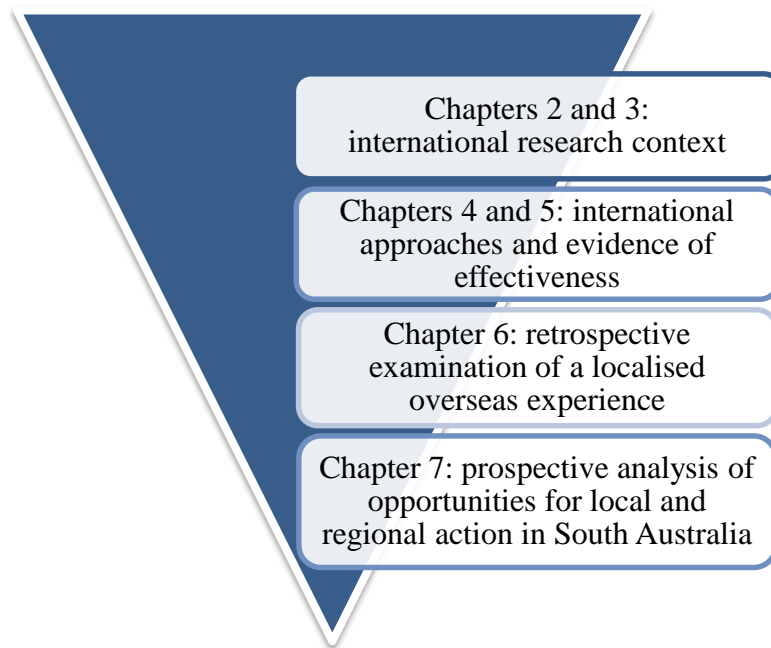 Chapters 2 and 3:
international research context
Chapters 4 and 5: international
approaches and evidence of
effectiveness
Chapter 6: retrospective
examination of a localised
overseas experience
Chapter 7: prospective analysis of
opportunities for local and
regional action in South Australia